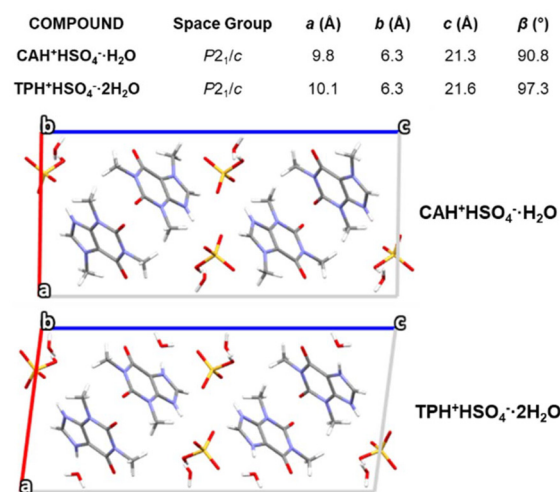 COMPOUND Space Group a (Å) b (Å) c (Å) β (°)
CAH⁺HSO₄⁻·H₂O P2₁/c 9.8 6.3 21.3 90.8
TPH⁺HSO₄⁻·2H₂O P2₁/c 10.1 6.3 21.6 97.3
b c
CAH⁺HSO₄⁻·H₂O
a
b c
TPH⁺HSO₄⁻·2H₂O
a